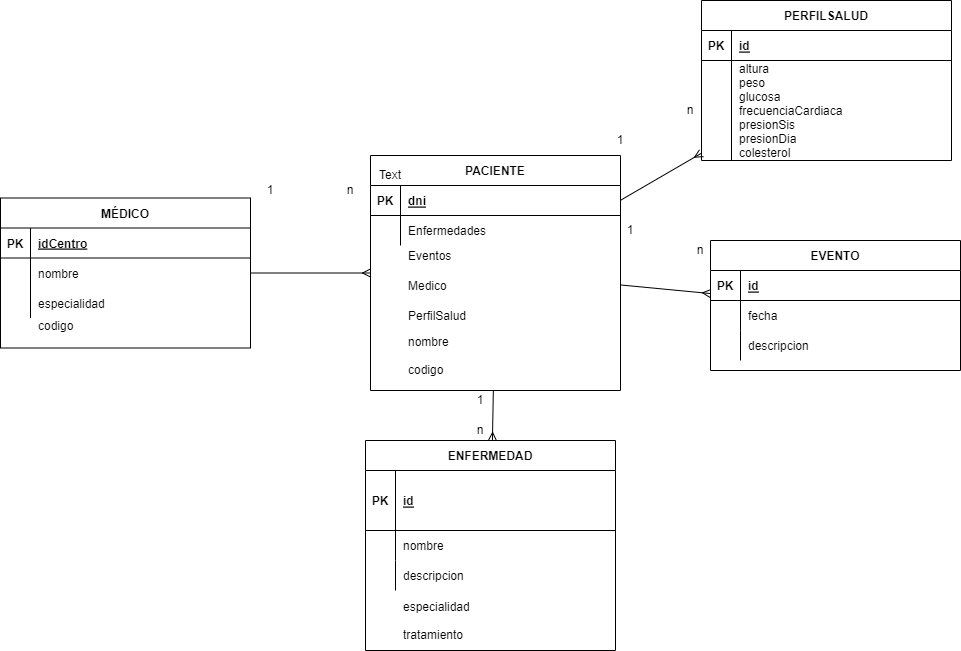 PERFILSALUD
PK id
altura
peso
glucosa
frecuenciaCardiaca
presionSis
presionDia
colesterol
n
1
Text
PACIENTE
PK dni
Enfermedades
Eventos
Medico
PerfilSalud
nombre
codigo
1
n
MÉDICO
PK idCentro
nombre
especialidad
codigo
1
n
EVENTO
PK id
fecha
descripcion
1
n
ENFERMEDAD
PK id
nombre
descripcion
especialidad
tratamiento